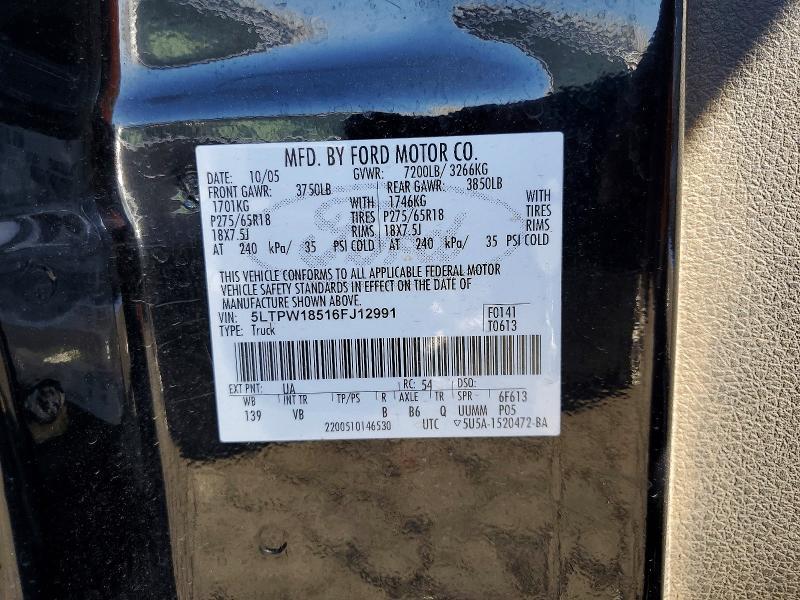 MFD. BY FORD MOTOR CO.
DATE: 10/05 GVWR: 7200LB/ 3266KG
FRONT GAWR: 3750LB REAR GAWR: 3850LB
1701KG WITH 1746KG WITH
P275/65R18 TIRES P275/65R18 TIRES
18X7.5J RIMS 18X7.5J RIMS
AT 240 kPa/ 35 PSI COLD AT 240 kPa/ 35 PSI COLD
THIS VEHICLE CONFORMS TO ALL APPLICABLE FEDERAL MOTOR
VEHICLE SAFETY STANDARDS IN EFFECT ON THE DATE OF
MANUFACTURE SHOWN ABOVE.
VIN: 5LTPW18516FJ12991 F0141
TYPE: Truck T0613
EXT PNT: UA RC: 54 DSO:
WB INT TR TP/PS R AXLE TR SPR 6F613
139 VB B B6 Q UUMM P05
2200510146530 UTC ▽5U5A-1520472-BA